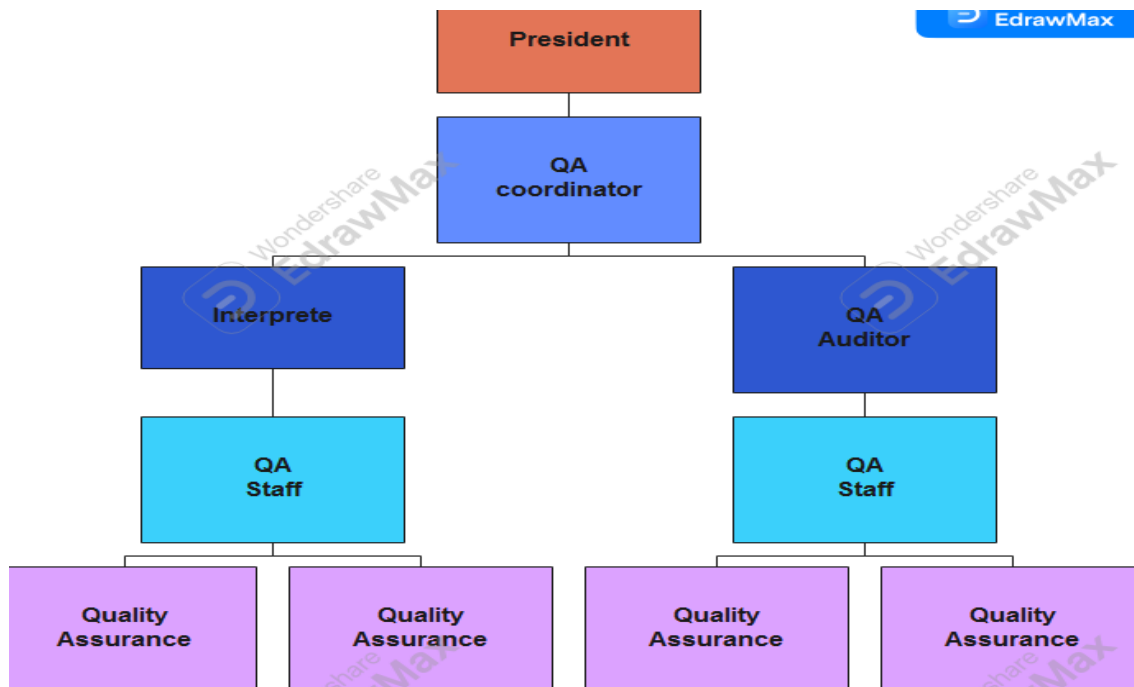 EdrawMax
President
QA
coordinator
Wondershare
EdrawMax
Wondershare
EdrawMax
Interprete
QA
Auditor
QA
Staff
QA
Staff
Quality
Assurance
Quality
Assurance
Quality
Assurance
Quality
Assurance